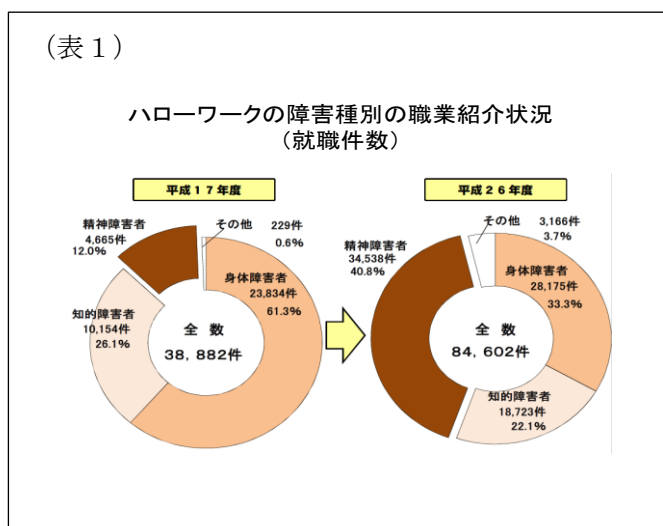 （表１）
ハローワークの障害種別の職業紹介状況
（就職件数）
平成１７年度
精神障害者
4,665件
12.0%
その他
229件
0.6%
身体障害者
23,834件
61.3%
知的障害者
10,154件
26.1%
全 数
38,882件
平成２６年度
その他
3,166件
3.7%
精神障害者
34,538件
40.8%
身体障害者
28,175件
33.3%
全 数
84,602件
知的障害者
18,723件
22.1%